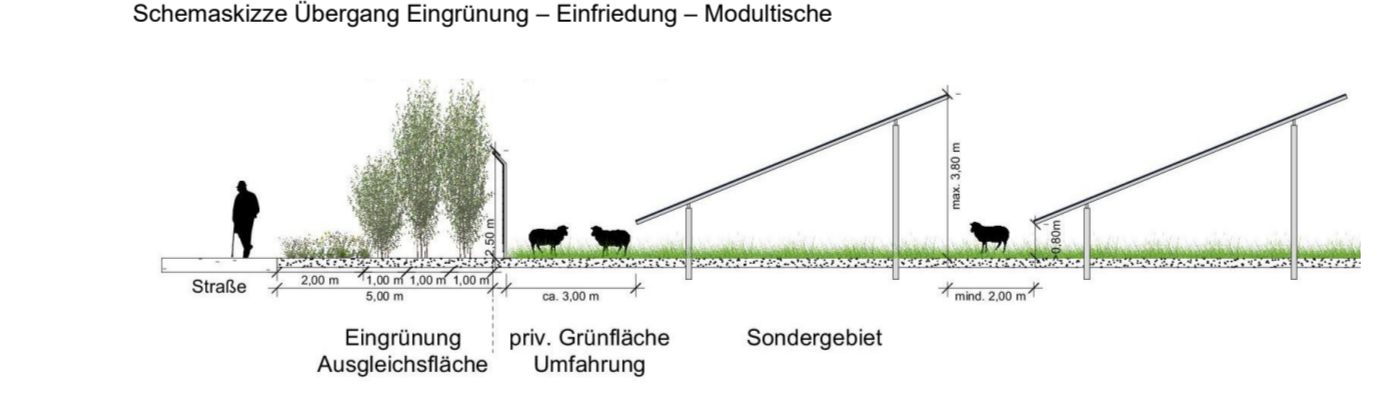 Schemaskizze Übergang Eingrünung – Einfriedung – Modultische
max. 3,80 m
2,50 m
0,80m
Straße
2,00 m
1,00 m
1,00 m
1,00 m
5,00 m
ca. 3,00 m
mind. 2,00 m
Eingrünung
Ausgleichsfläche
priv. Grünfläche
Umfahrung
Sondergebiet